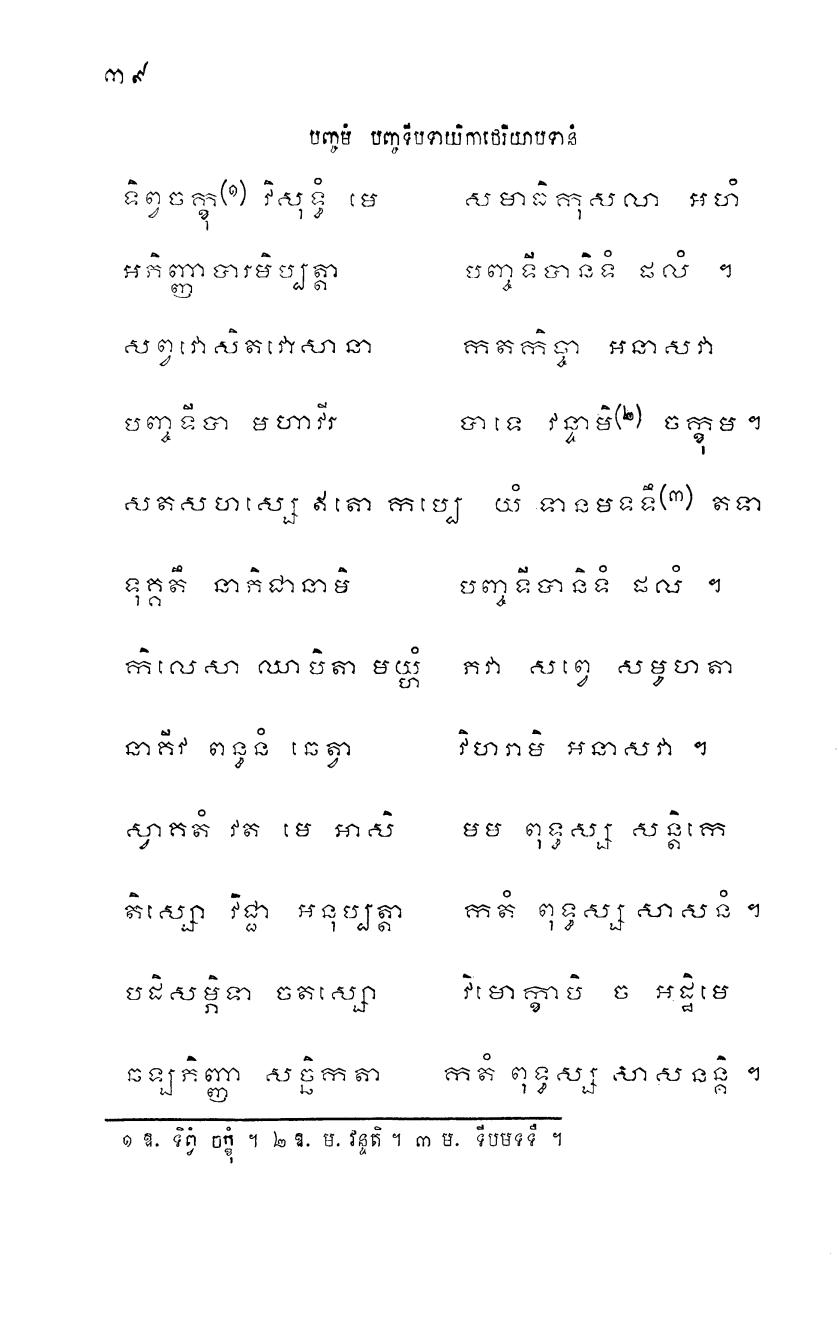 ៣៩
បញ្ចមំ បញ្ចទីបទាយិកាថេរិយាបទានំ
ទិព្វចក្ខុ(១) វិសុទ្ធំ មេ សមាធិកុសលា អហំ
អភិញ្ញាបារមិប្បត្តា បញ្ចទីបានិទំ ផលំ ។
សព្វវោសិតវោសានា កតកិច្ចា អនាសវា
បញ្ចទីបា មហាវីរ បាទេ វន្ទាមិ(២) ចក្ខុម ។
សតសហស្សេ ឥតោ កប្បេ យំ ទានមទទឹ(៣) តទា
ទុគ្គតឹ នាភិជានាមិ បញ្ចទីបានិទំ ផលំ ។
កិលេសា ឈាបិតា មយ្ហំ ភវា សព្វេ សមូហតា
នាគីវ ពន្ធនំ ឆេត្វា វិហរាមិ អនាសវា ។
ស្វាគតំ វត មេ អាសិ មម ពុទ្ធស្ស សន្តិកេ
តិស្សោ វិជ្ជា អនុប្បត្តា កតំ ពុទ្ធស្ស សាសនំ ។
បដិសម្ភិទា ចតស្សោ វិមោក្ខាបិ ច អដ្ឋិមេ
ឆឡភិញ្ញា សច្ឆិកតា កតំ ពុទ្ធស្ស សាសនន្តិ ។
១ ឱ. ទិព្វំ ចក្ខុំ ។ ២ ឱ. ម. វន្ទតិ ។ ៣ ម. ទីបមទទឹ ។